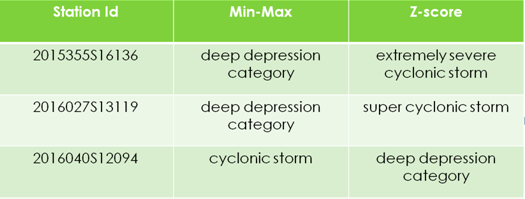 Station Id Min-Max Z-score
2015355S16136 deep depression extremely severe
category cyclonic storm
2016027S13119 deep depression super cyclonic storm
category
2016040S12094 cyclonic storm deep depression
category